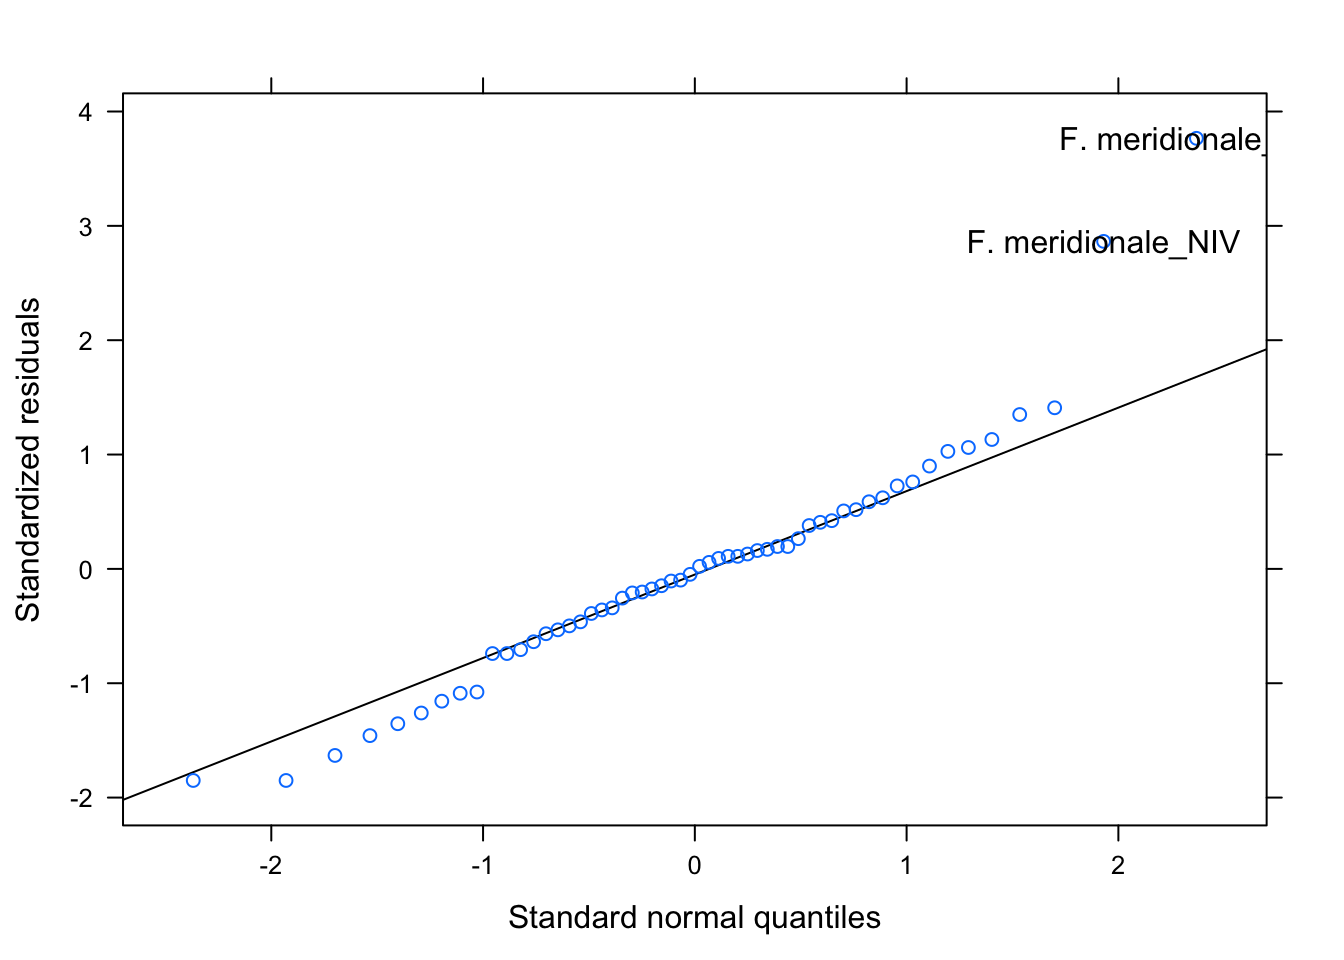 4
F. meridionale_
3
F. meridionale_NIV
2
1
0
-1
-2
Standardized residuals
-2 -1 0 1 2
Standard normal quantiles